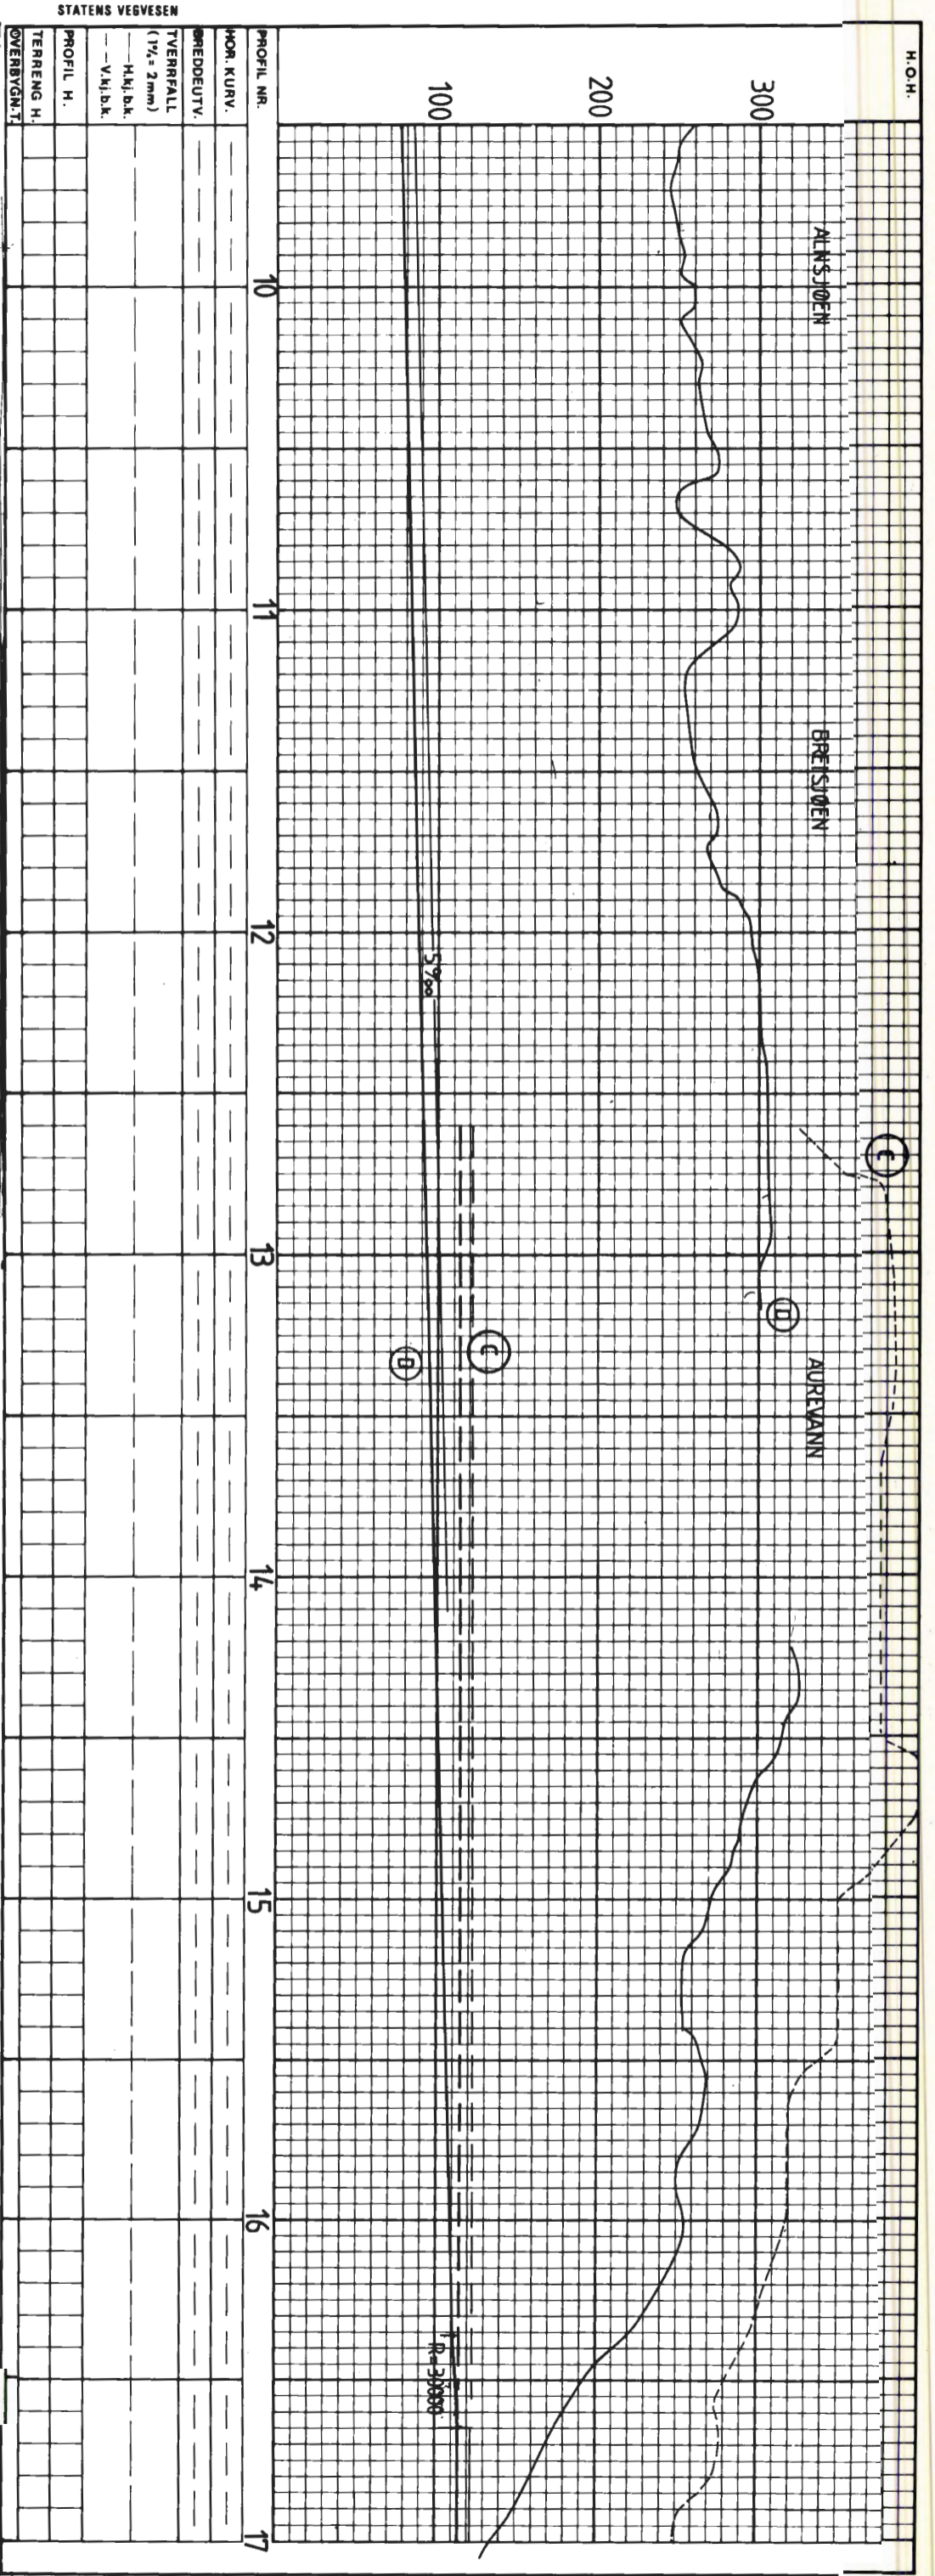 STATENS VEGVESEN
H.O.H.
300
200
100
ALNSJØEN
BREISJØEN
AUREVANN
C
D
C
D
5‰
R=30000
PROFIL NR.
10
11
12
13
14
15
16
17
HOR. KURV.
BREDDEUTV.
TVERRFALL
(1%=2mm)
H.kj.b.k.
V.kj.b.k.
PROFIL H.
TERRENG H.
OVERBYGN.T.